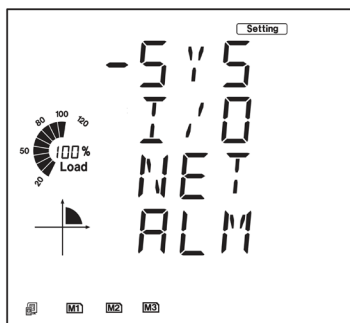 Setting
-SYS
I/O
NET
ALM
20
50
80
100
120
100%
Load
M1
M2
M3